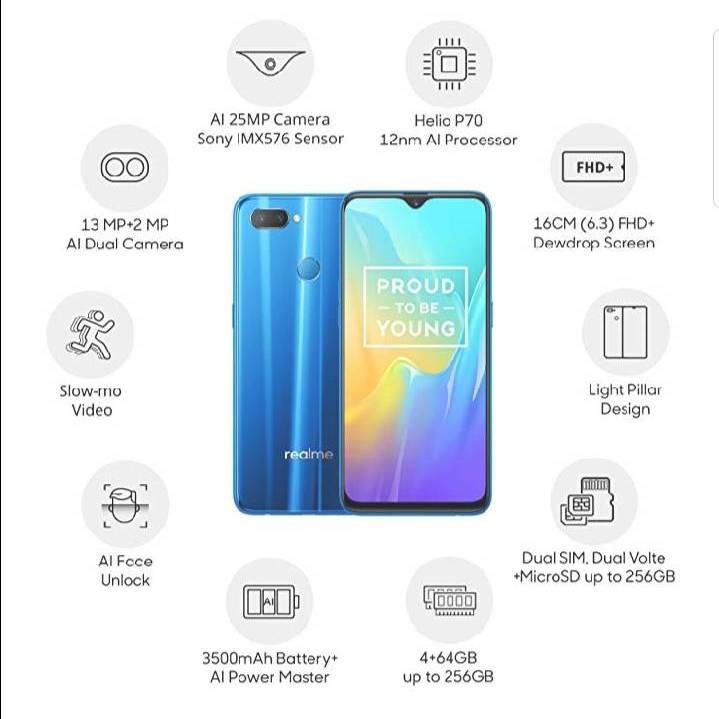 AI 25MP Camera
Sony IMX576 Sensor
Helio P70
12nm AI Processor
FHD+
13 MP+2 MP
AI Dual Camera
16CM (6.3) FHD+
Dewdrop Screen
PROUD
TO BE
YOUNG
Slow-mo
Video
Light Pillar
Design
realme
AI Face
Unlock
Dual SIM, Dual Volte
+MicroSD up to 256GB
AI
3500mAh Battery+
AI Power Master
4+64GB
up to 256GB